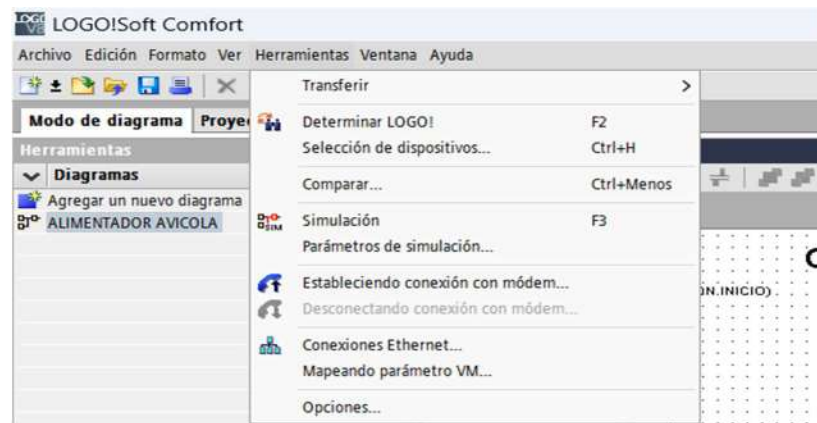 LOGO!Soft Comfort
Archivo Edición Formato Ver Herramientas Ventana Ayuda
Modo de diagrama
Herramientas
Diagramas
Agregar un nuevo diagrama
ALIMENTADOR AVICOLA
Transferir
Determinar LOGO! F2
Selección de dispositivos... Ctrl+H
Comparar... Ctrl+Menos
Simulación F3
Parámetros de simulación...
Estableciendo conexión con módem...
Desconectando conexión con módem...
Conexiones Ethernet...
Mapeando parámetro VM...
Opciones...
N.INICIO)